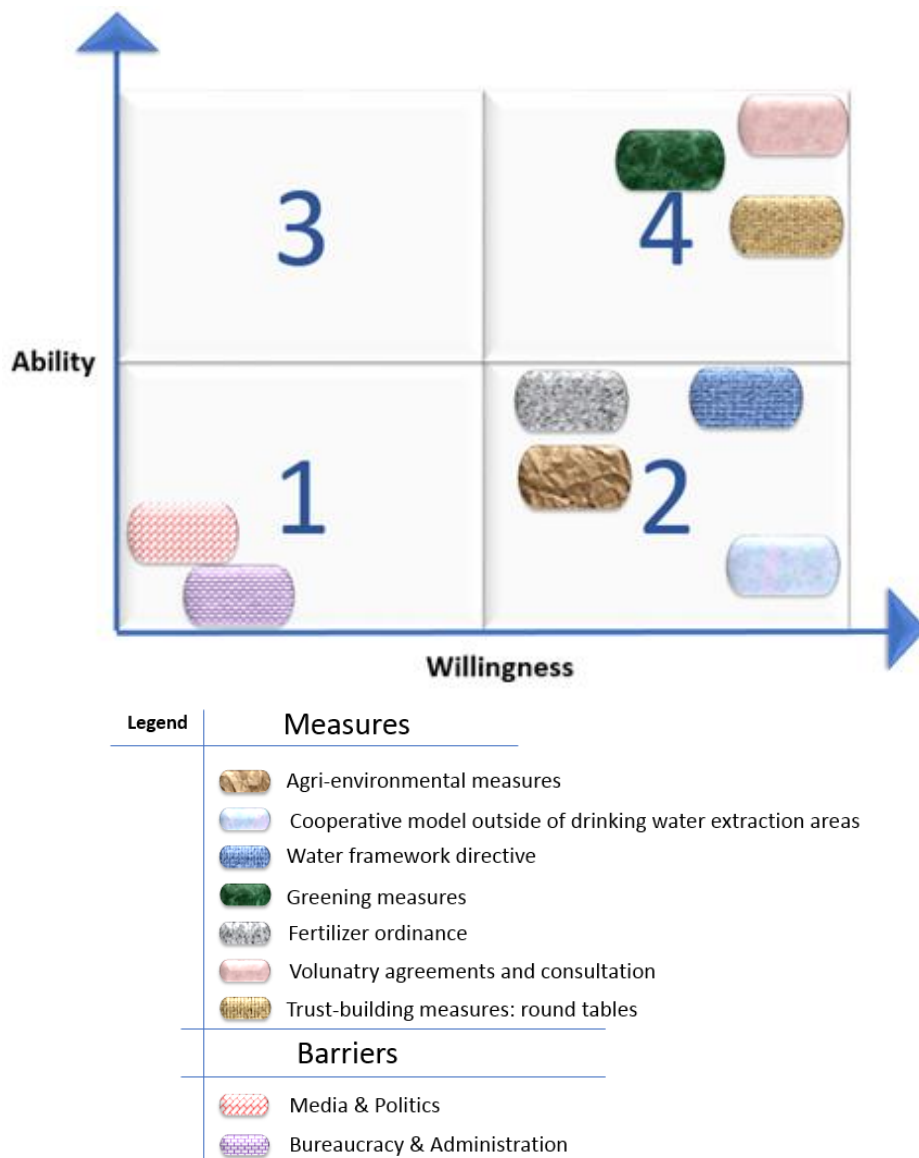 3
4
Ability
1
2
Willingness
Legend
Measures
Agri-environmental measures
Cooperative model outside of drinking water extraction areas
Water framework directive
Greening measures
Fertilizer ordinance
Volunatry agreements and consultation
Trust-building measures: round tables
Barriers
Media & Politics
Bureaucracy & Administration